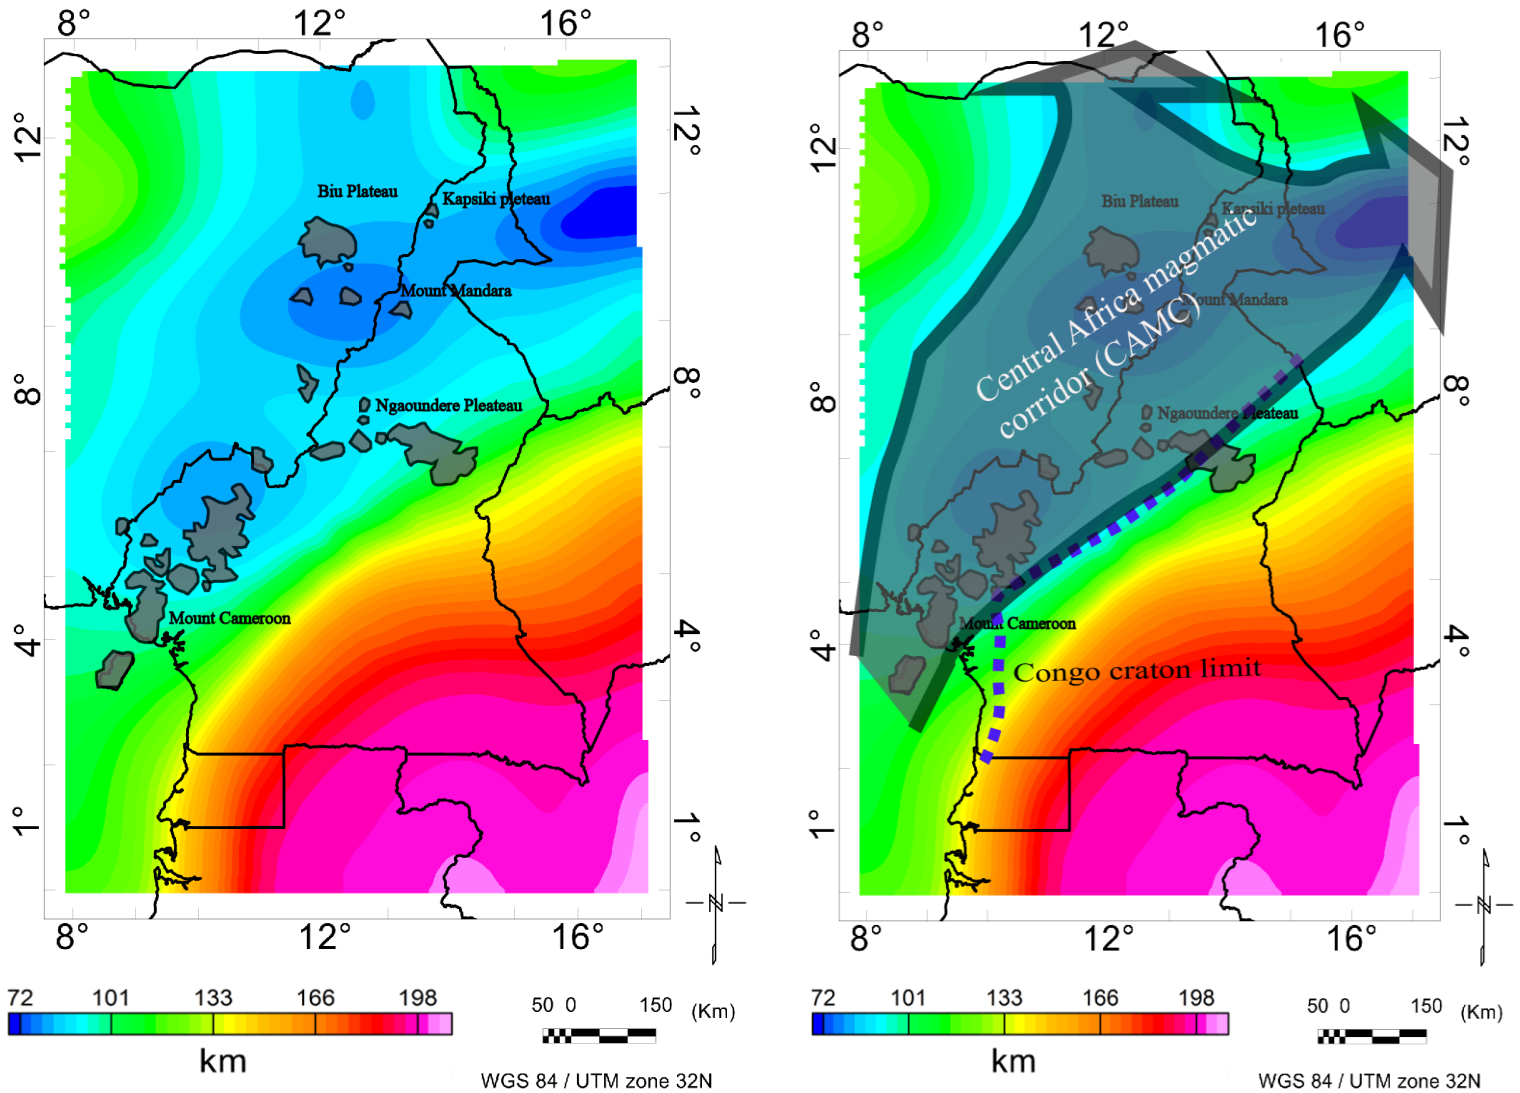 8° 12° 16°
12° 12°
Biu Plateau
Kapsiki pleteau
Mount Mandara
8° 8°
Ngaoundere Pleateau
Mount Cameroon
4° 4°
1° 1°
N
8° 12° 16°
72 101 133 166 198
km
50 0 150 (Km)
WGS 84 / UTM zone 32N
8° 12° 16°
12° 12°
Biu Plateau
Kapsiki pleteau
Central Africa magmatic
corridor (CAMC)
Mount Mandara
8° 8°
Ngaoundere Pleateau
Mount Cameroon
4° 4°
Congo craton limit
1° 1°
N
8° 12° 16°
72 101 133 166 198
km
50 0 150 (Km)
WGS 84 / UTM zone 32N